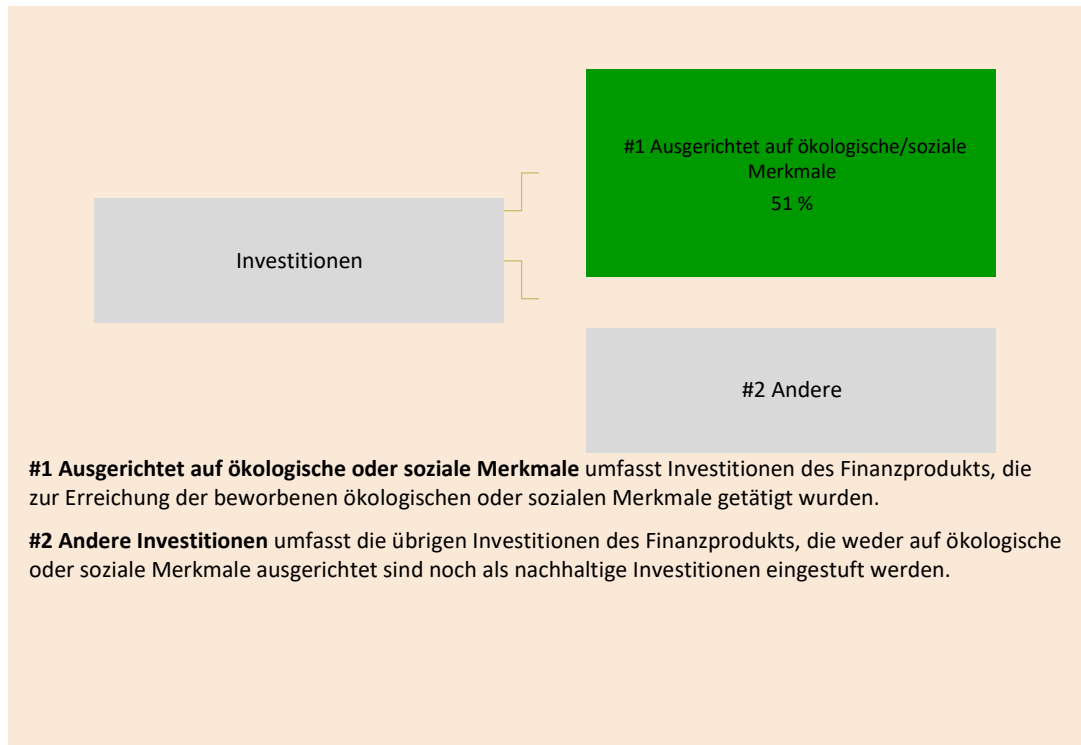 #1 Ausgerichtet auf ökologische/soziale
Merkmale
51 %
Investitionen
#2 Andere
#1 Ausgerichtet auf ökologische oder soziale Merkmale umfasst Investitionen des Finanzprodukts, die
zur Erreichung der beworbenen ökologischen oder sozialen Merkmale getätigt wurden.
#2 Andere Investitionen umfasst die übrigen Investitionen des Finanzprodukts, die weder auf ökologische
oder soziale Merkmale ausgerichtet sind noch als nachhaltige Investitionen eingestuft werden.